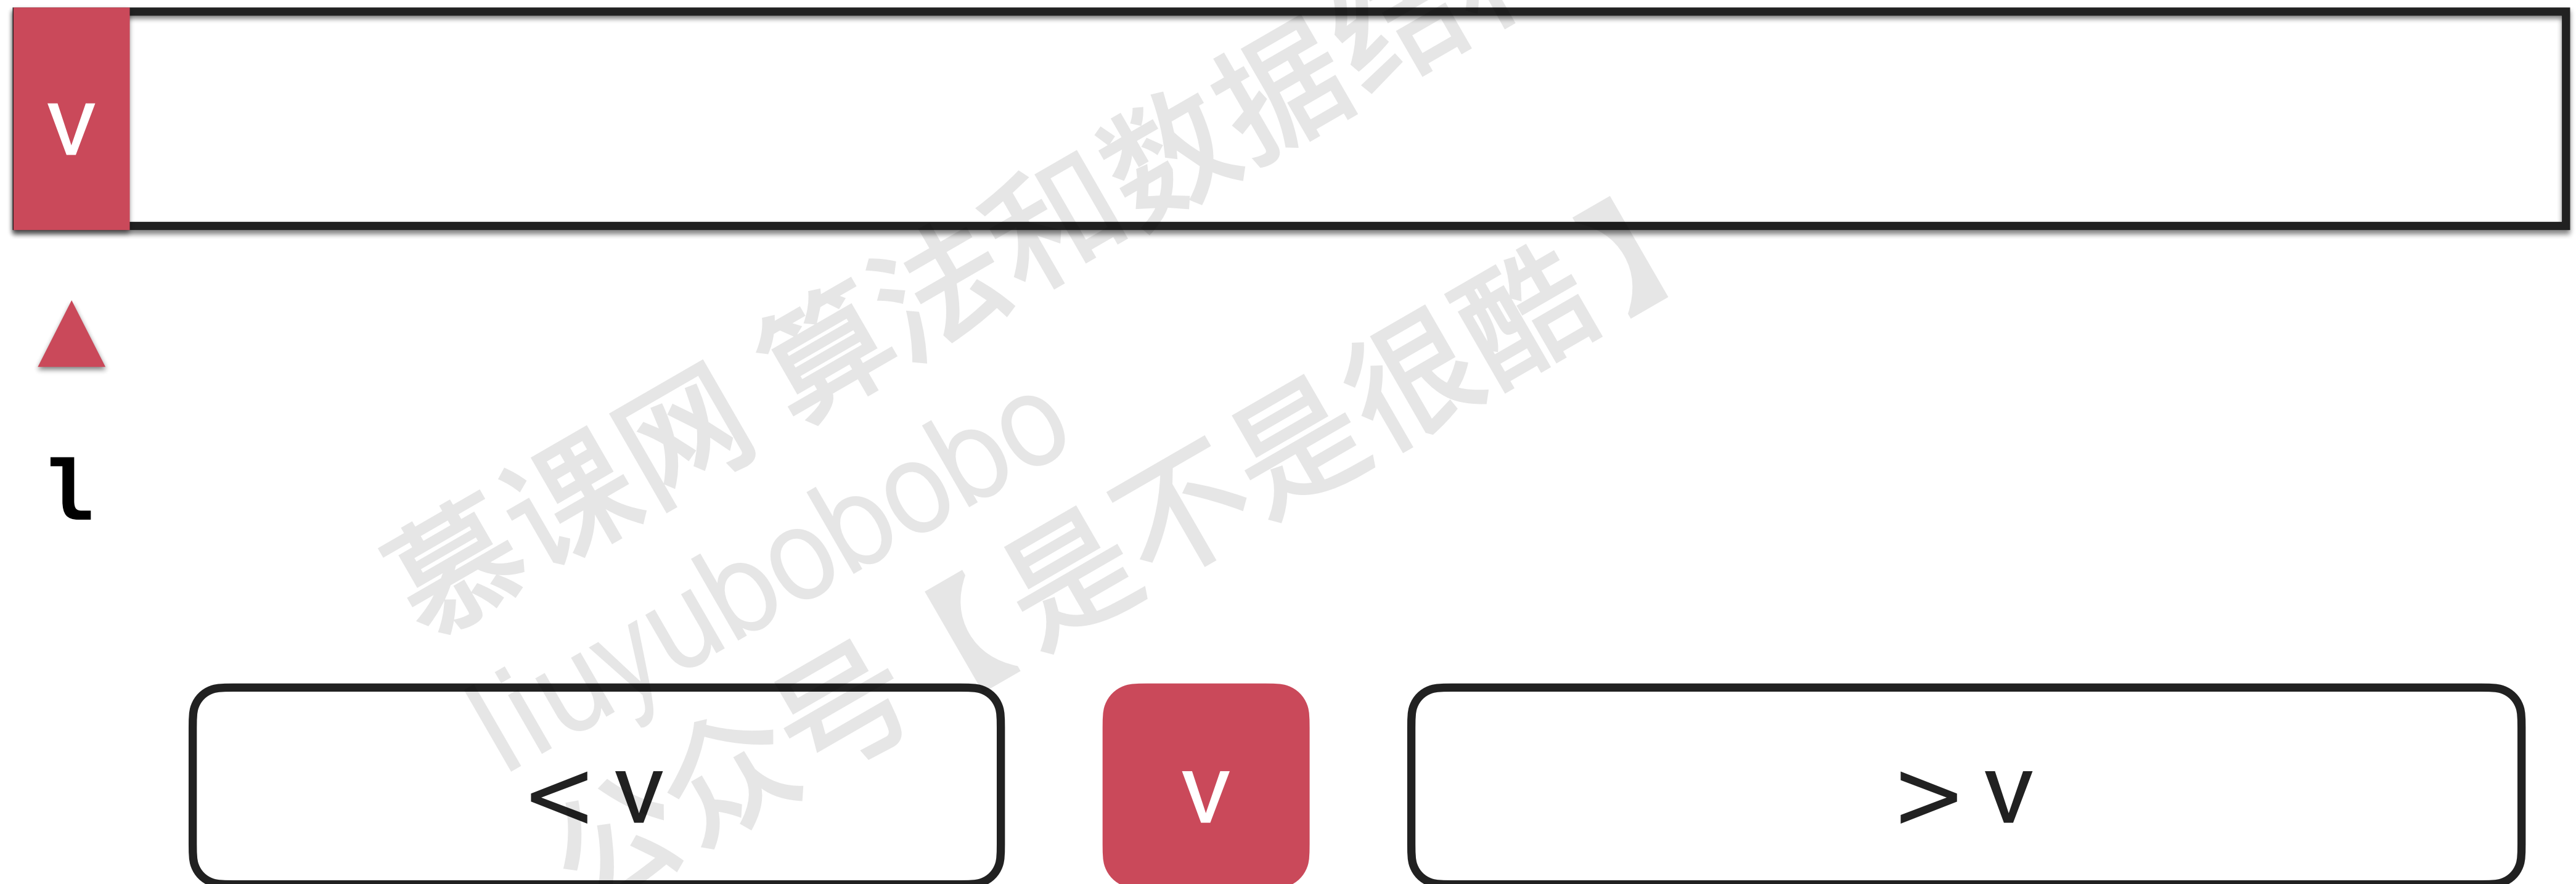 v
l
< v
v
> v
慕课网 算法和数据结
liuyubobobo
公众号【是不是很酷】